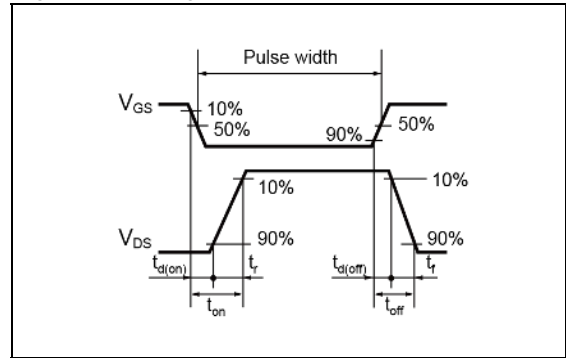 Pulse width
VGS
10%
50%
90%
50%
10%
10%
VDS
90%
90%
td(on)
tr
td(off)
tf
ton
toff